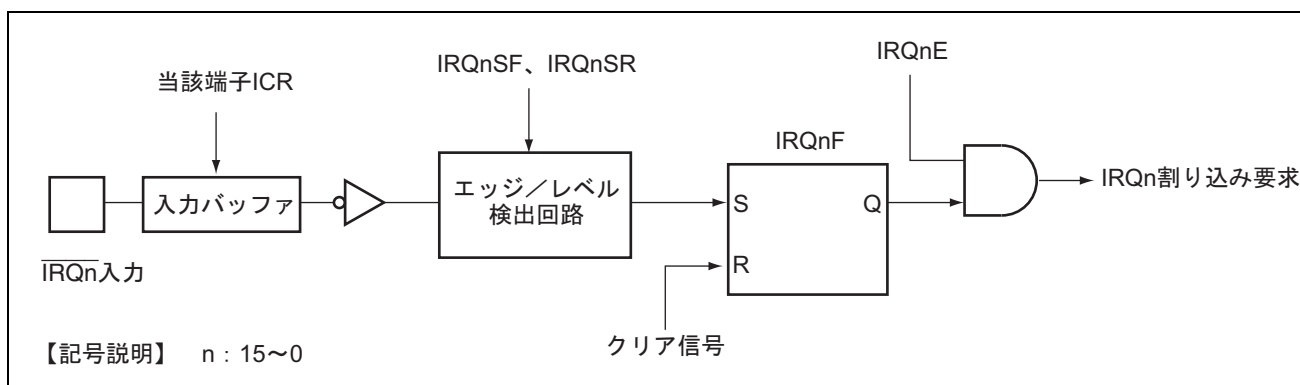 IRQnE
IRQnSF、IRQnSR
当該端子ICR
IRQnF
入力バッファ
エッジ／レベル
検出回路
S
Q
IRQn割り込み要求
R
IRQn入力
クリア信号
【記号説明】 n：15～0